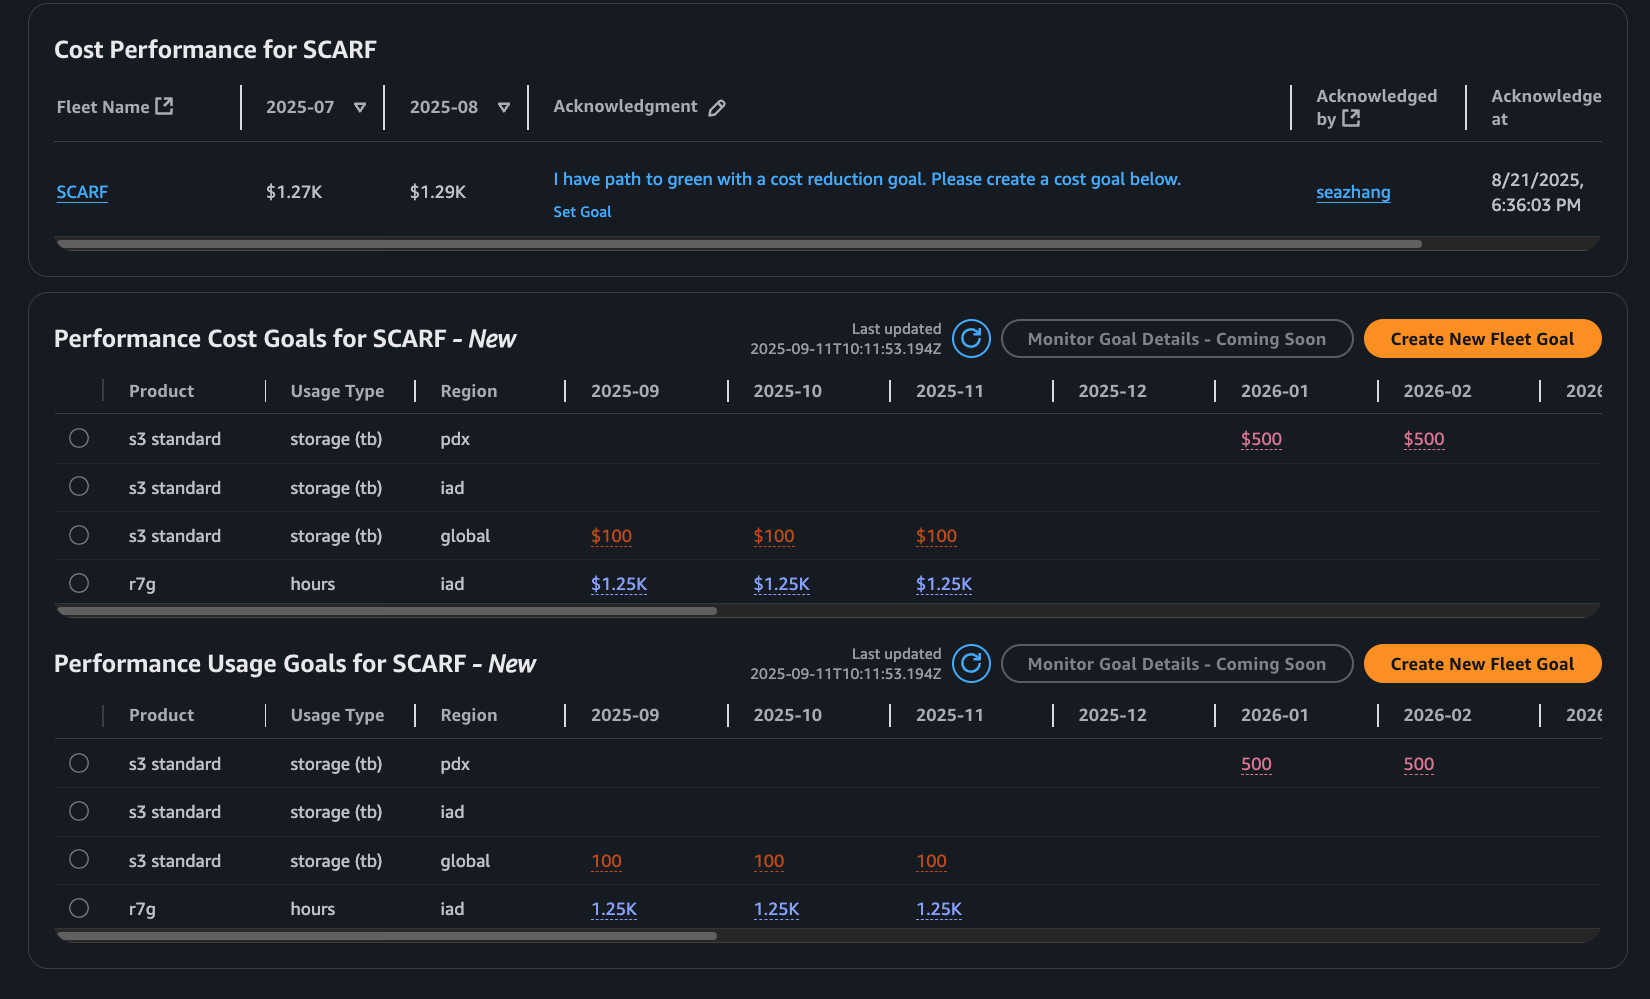 Cost Performance for SCARF
Fleet Name 2025-07 2025-08 Acknowledgment Acknowledged by Acknowledge at
SCARF $1.27K $1.29K I have path to green with a cost reduction goal. Please create a cost goal below. seazhang 8/21/2025, 6:36:03 PM
Set Goal
Performance Cost Goals for SCARF - New
Last updated
2025-09-11T10:11:53.194Z
Monitor Goal Details - Coming Soon
Create New Fleet Goal
Product Usage Type Region 2025-09 2025-10 2025-11 2025-12 2026-01 2026-02 2026
s3 standard storage (tb) pdx $500 $500
s3 standard storage (tb) iad
s3 standard storage (tb) global $100 $100 $100
r7g hours iad $1.25K $1.25K $1.25K
Performance Usage Goals for SCARF - New
Last updated
2025-09-11T10:11:53.194Z
Monitor Goal Details - Coming Soon
Create New Fleet Goal
Product Usage Type Region 2025-09 2025-10 2025-11 2025-12 2026-01 2026-02 2026
s3 standard storage (tb) pdx 500 500
s3 standard storage (tb) iad
s3 standard storage (tb) global 100 100 100
r7g hours iad 1.25K 1.25K 1.25K